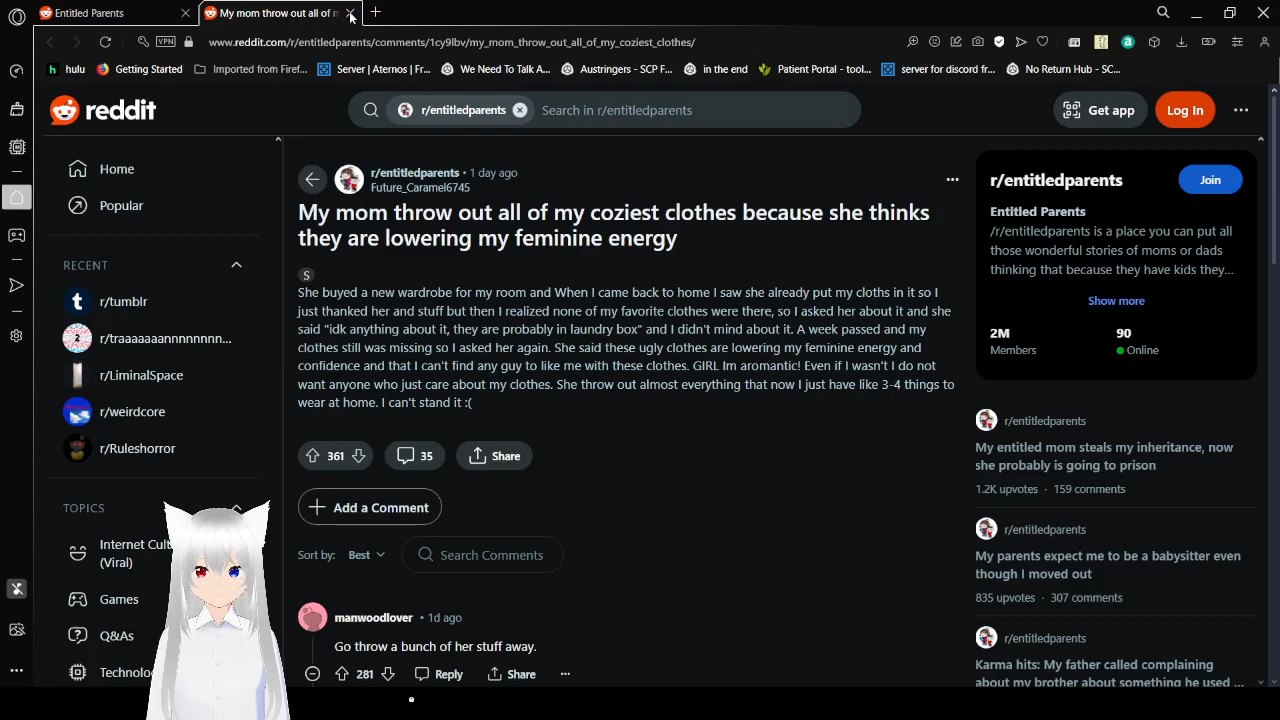 Entitled Parents
My mom throw out all of m
VPN
www.reddit.com/r/entitledparents/comments/1cy9lbv/my_mom_throw_out_all_of_my_coziest_clothes/
hulu
Getting Started
Imported from Firef...
Server | Aternos | Fr...
We Need To Talk A...
Austringers - SCP F...
in the end
Patient Portal - tool...
server for discord fr...
No Return Hub - SC...
reddit
r/entitledparents
Search in r/entitledparents
Get app
Log In
Home
Popular
RECENT
r/tumblr
r/traaaaaaannnnnnnn...
r/LiminalSpace
r/weirdcore
r/Ruleshorror
TOPICS
Internet Cult
(Viral)
Games
Q&As
Technolo
r/entitledparents • 1 day ago
Future_Caramel6745
My mom throw out all of my coziest clothes because she thinks
they are lowering my feminine energy
S
She buyed a new wardrobe for my room and When I came back to home I saw she already put my cloths in it so I
just thanked her and stuff but then I realized none of my favorite clothes were there, so I asked her about it and she
said "idk anything about it, they are probably in laundry box" and I didn't mind about it. A week passed and my
clothes still was missing so I asked her again. She said these ugly clothes are lowering my feminine energy and
confidence and that I can't find any guy to like me with these clothes. GIRL Im aromantic! Even if I wasn't I do not
want anyone who just care about my clothes. She throw out almost everything that now I just have like 3-4 things to
wear at home. I can't stand it :(
361
35
Share
Add a Comment
Sort by: Best
Search Comments
manwoodlover • 1d ago
Go throw a bunch of her stuff away.
281
Reply
Share
r/entitledparents
Join
Entitled Parents
/r/entitledparents is a place you can put all
those wonderful stories of moms or dads
thinking that because they have kids they...
Show more
2M
90
Members
Online
r/entitledparents
My entitled mom steals my inheritance, now
she probably is going to prison
1.2K upvotes · 159 comments
r/entitledparents
My parents expect me to be a babysitter even
though I moved out
835 upvotes · 307 comments
r/entitledparents
Karma hits: My father called complaining
about my brother about something he used ...